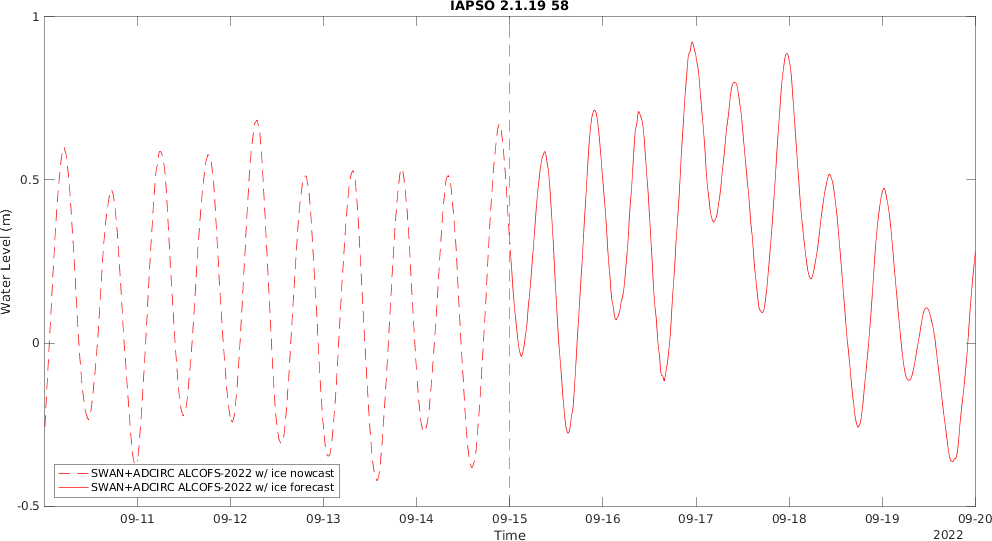 IAPSO 2.1.19 58
1
0.5
0
-0.5
Water Level (m)
SWAN+ADCIRC ALCOFS-2022 w/ ice nowcast
SWAN+ADCIRC ALCOFS-2022 w/ ice forecast
09-11 09-12 09-13 09-14 09-15 09-16 09-17 09-18 09-19 09-20
Time
2022